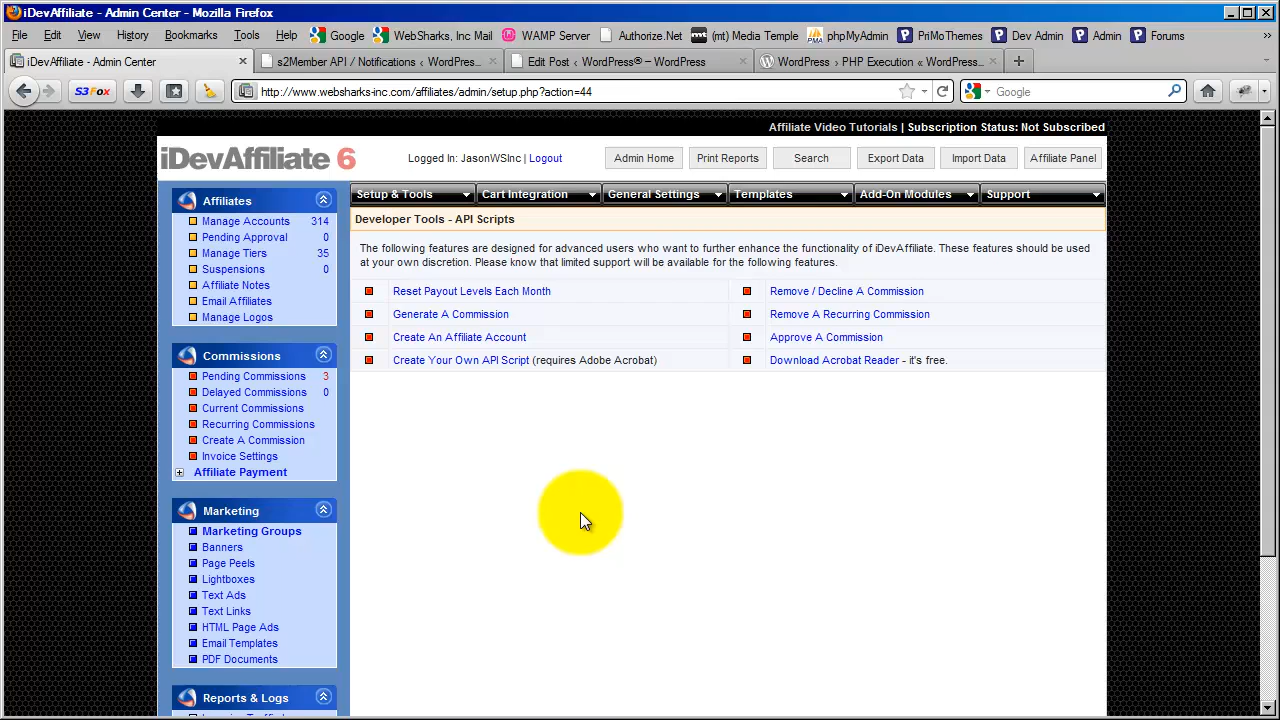 iDevAffiliate - Admin Center - Mozilla Firefox
File Edit View History Bookmarks Tools Help Google WebSharks, Inc Mail WAMP Server Authorize.Net (mt) Media Temple phpMyAdmin PriMoThemes Dev Admin Admin Forums »
iDevAffiliate - Admin Center s2Member API / Notifications ‹ WordPress... Edit Post ‹ WordPress® – WordPress WordPress › PHP Execution « WordPress...
S3Fox http://www.websharks-inc.com/affiliates/admin/setup.php?action=44 Google
Affiliate Video Tutorials | Subscription Status: Not Subscribed
iDevAffiliate 6 Logged In: JasonWSInc | Logout Admin Home Print Reports Search Export Data Import Data Affiliate Panel
Setup & Tools Cart Integration General Settings Templates Add-On Modules Support
Affiliates
Manage Accounts 314
Pending Approval 0
Manage Tiers 35
Suspensions 0
Affiliate Notes
Email Affiliates
Manage Logos
Commissions
Pending Commissions 3
Delayed Commissions 0
Current Commissions
Recurring Commissions
Create A Commission
Invoice Settings
Affiliate Payment
Marketing
Marketing Groups
Banners
Page Peels
Lightboxes
Text Ads
Text Links
HTML Page Ads
Email Templates
PDF Documents
Reports & Logs
Developer Tools - API Scripts
The following features are designed for advanced users who want to further enhance the functionality of iDevAffiliate. These features should be used
at your own discretion. Please know that limited support will be available for the following features.
Reset Payout Levels Each Month Remove / Decline A Commission
Generate A Commission Remove A Recurring Commission
Create An Affiliate Account Approve A Commission
Create Your Own API Script (requires Adobe Acrobat) Download Acrobat Reader - it's free.